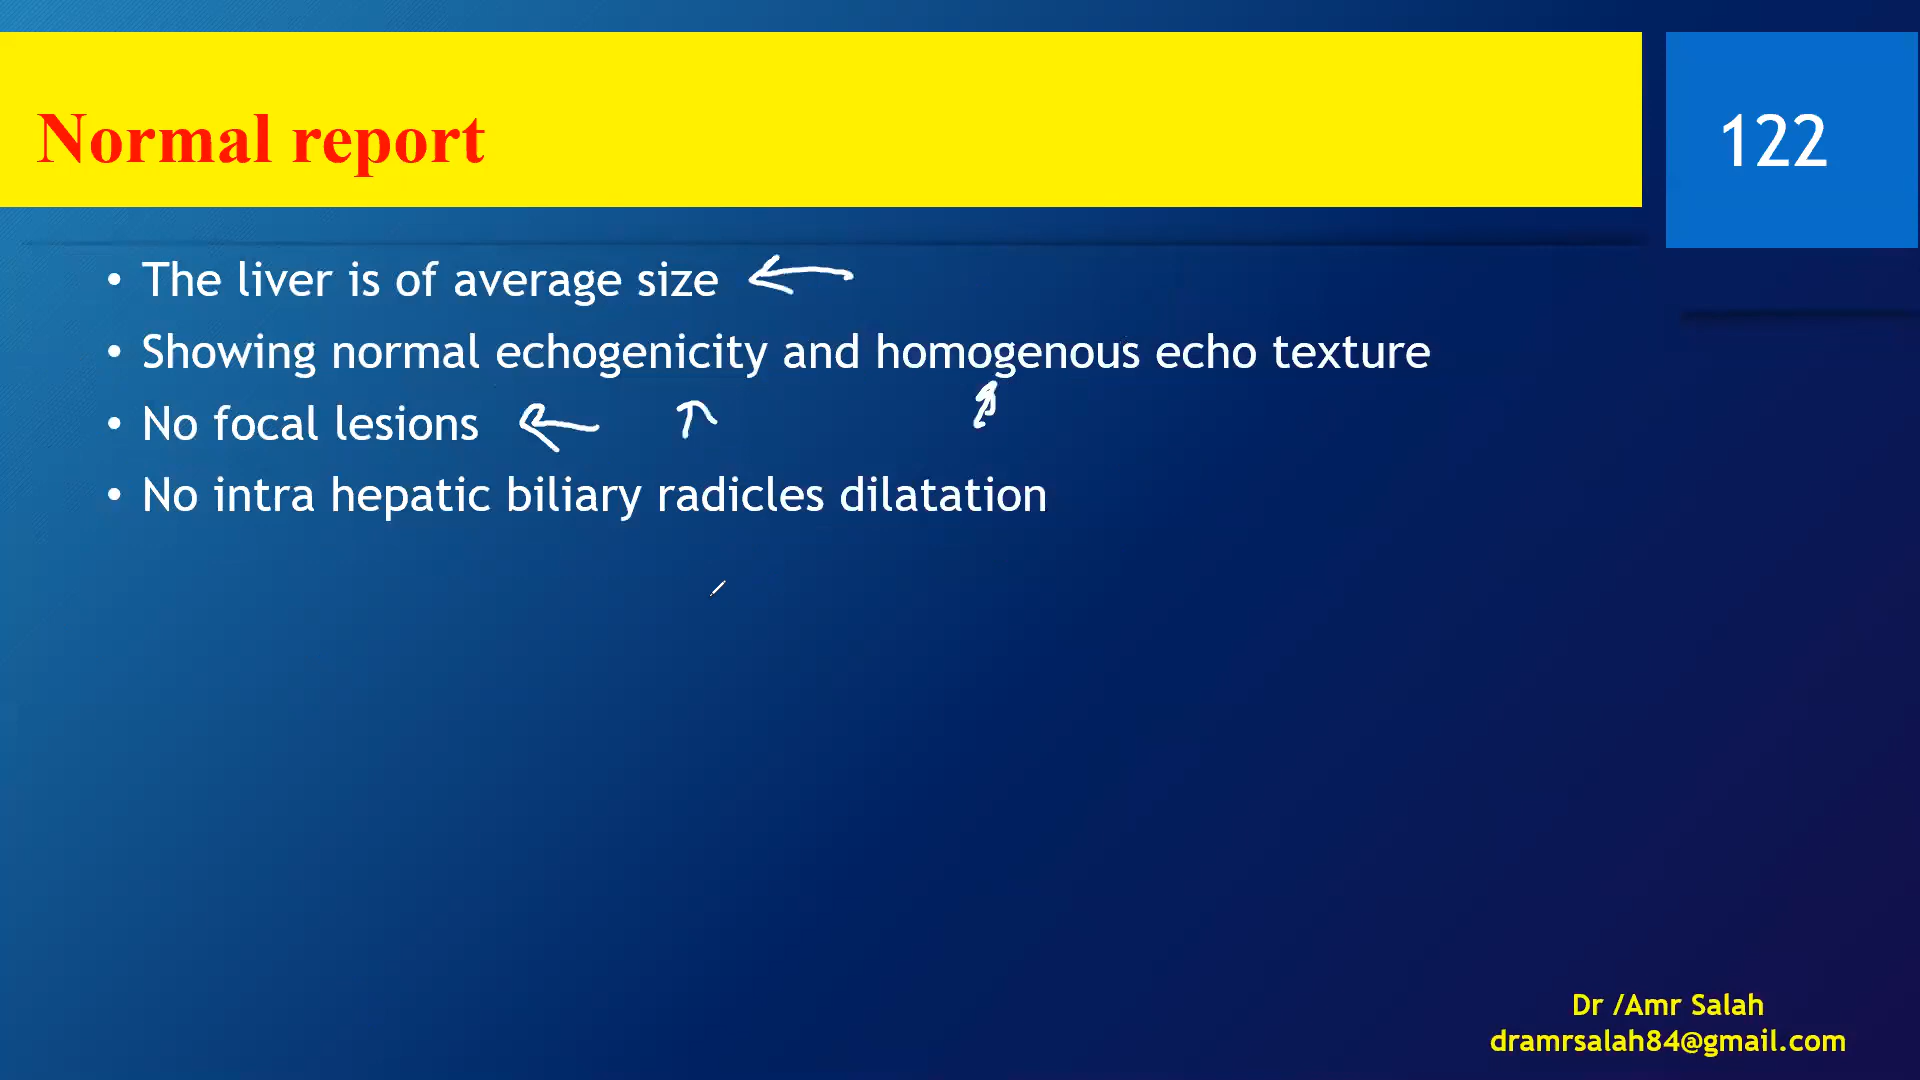 Normal report
122
• The liver is of average size
• Showing normal echogenicity and homogenous echo texture
• No focal lesions
• No intra hepatic biliary radicles dilatation
Dr /Amr Salah
dramrsalah84@gmail.com